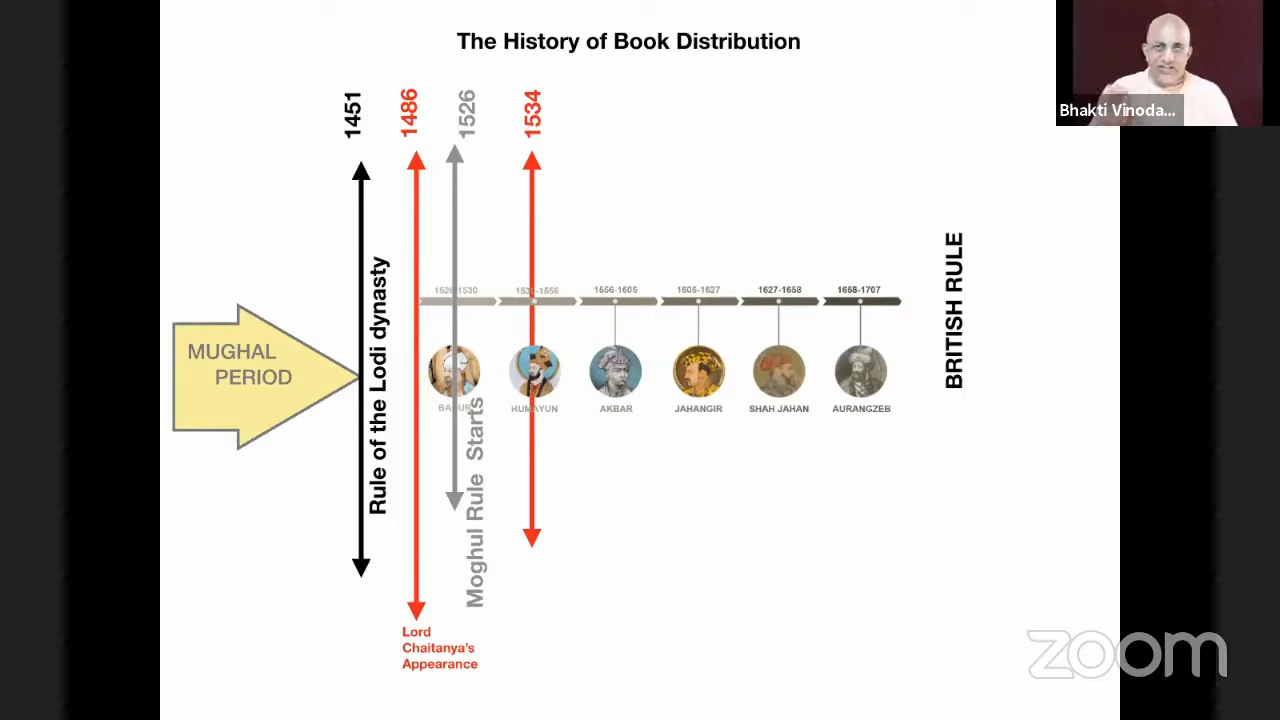 The History of Book Distribution
Bhakti Vinoda...
1451
1486
1526
1534
MUGHAL
PERIOD
Rule of the Lodi dynasty
1556-1605
1605-1627
1627-1658
1658-1707
BABUR
HUMAYUN
AKBAR
JAHANGIR
SHAH JAHAN
AURANGZEB
Moghul Rule Starts
BRITISH RULE
Lord
Chaitanya's
Appearance
zoom